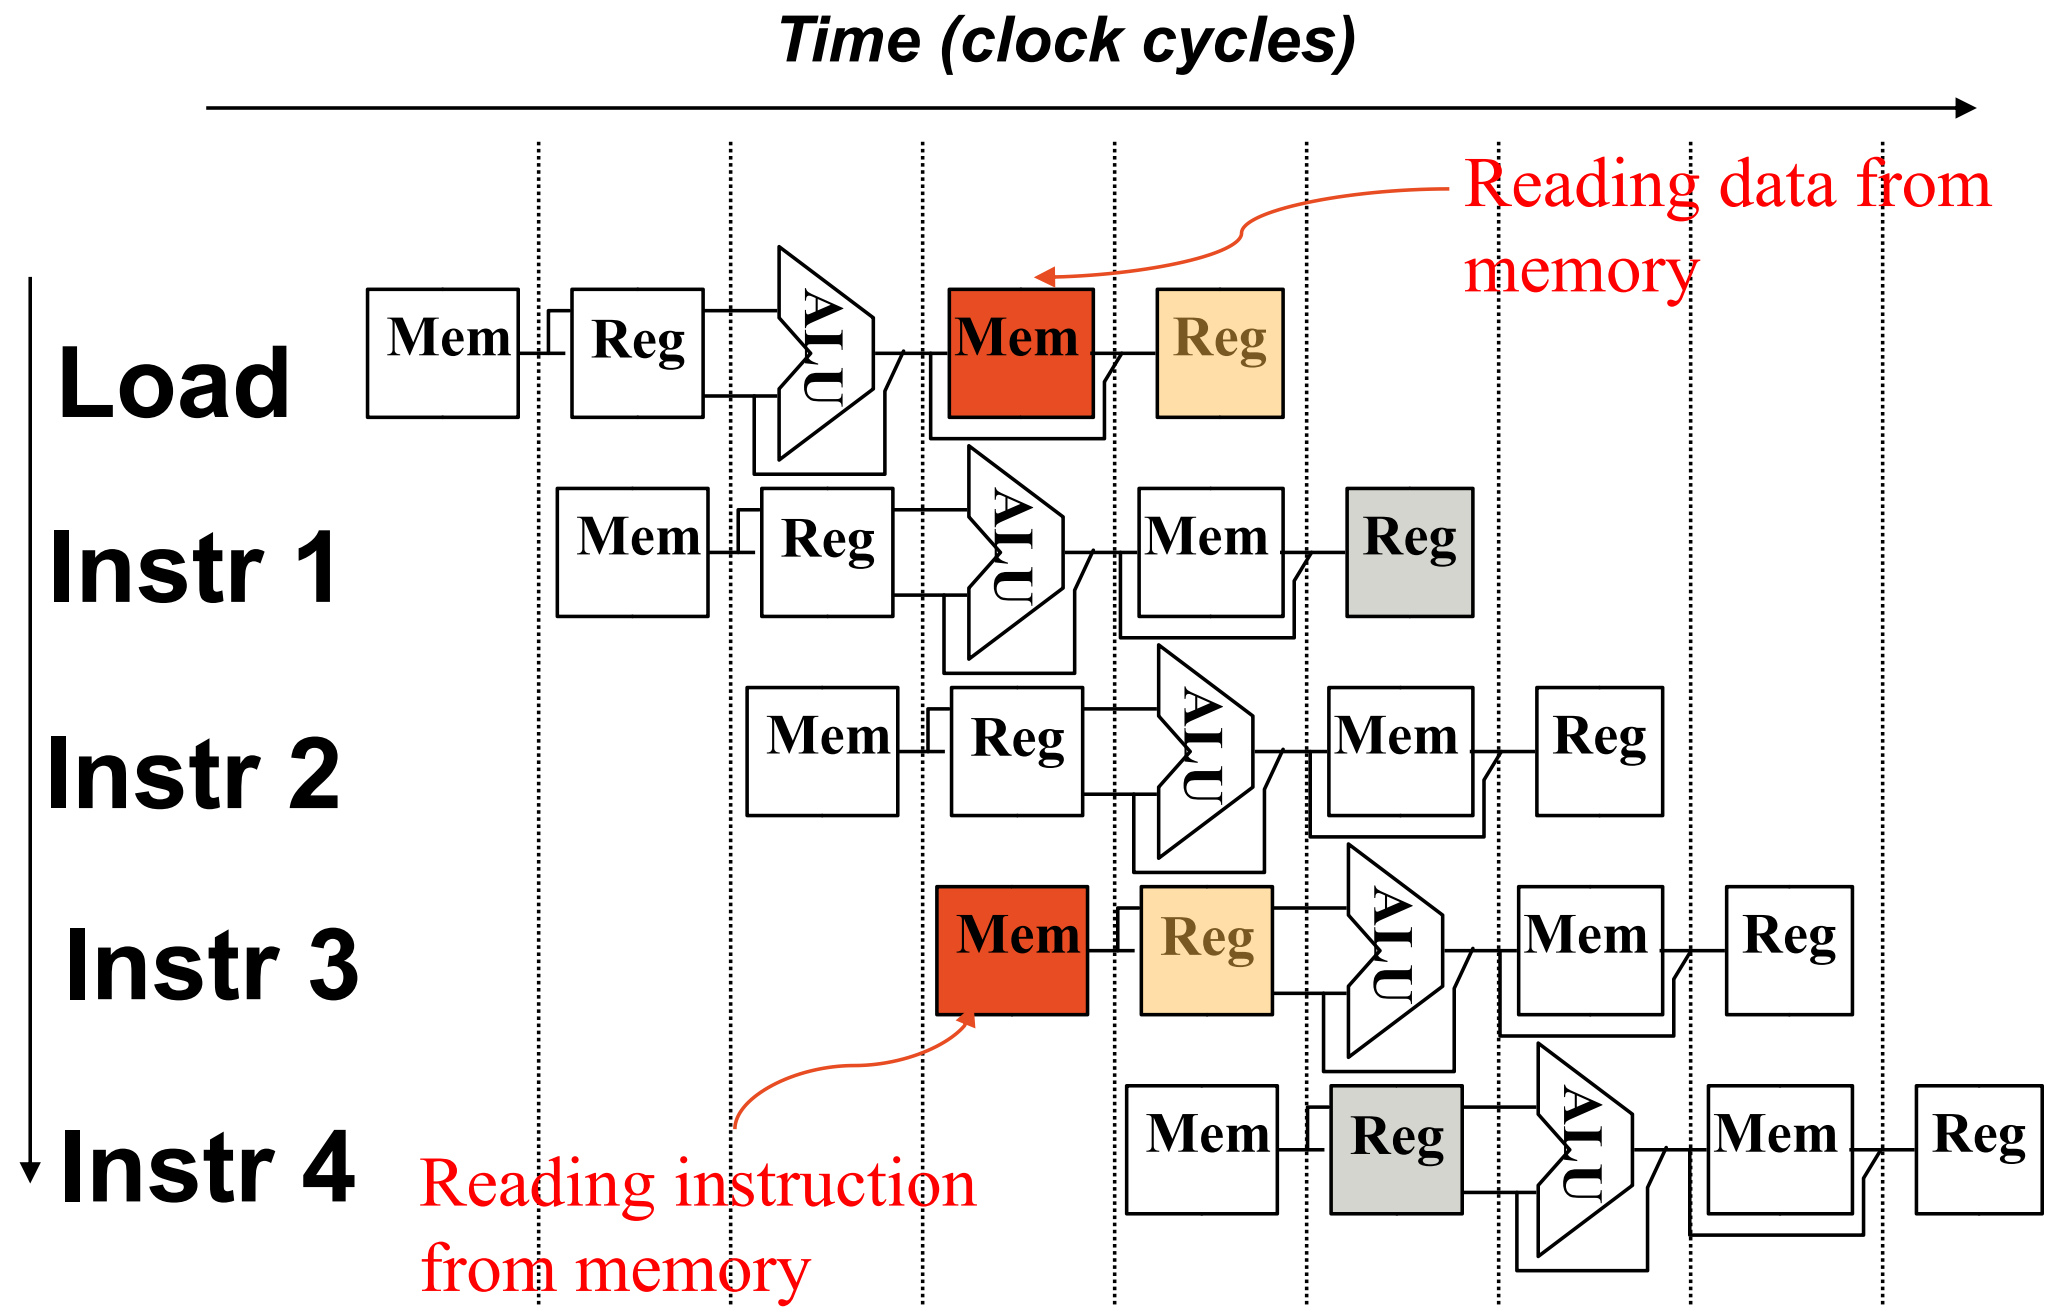 Time (clock cycles)
Reading data from
memory
Load
Mem Reg ALU Mem Reg
Instr 1
Mem Reg ALU Mem Reg
Instr 2
Mem Reg ALU Mem Reg
Instr 3
Mem Reg ALU Mem Reg
Instr 4
Mem Reg ALU Mem Reg
Reading instruction
from memory